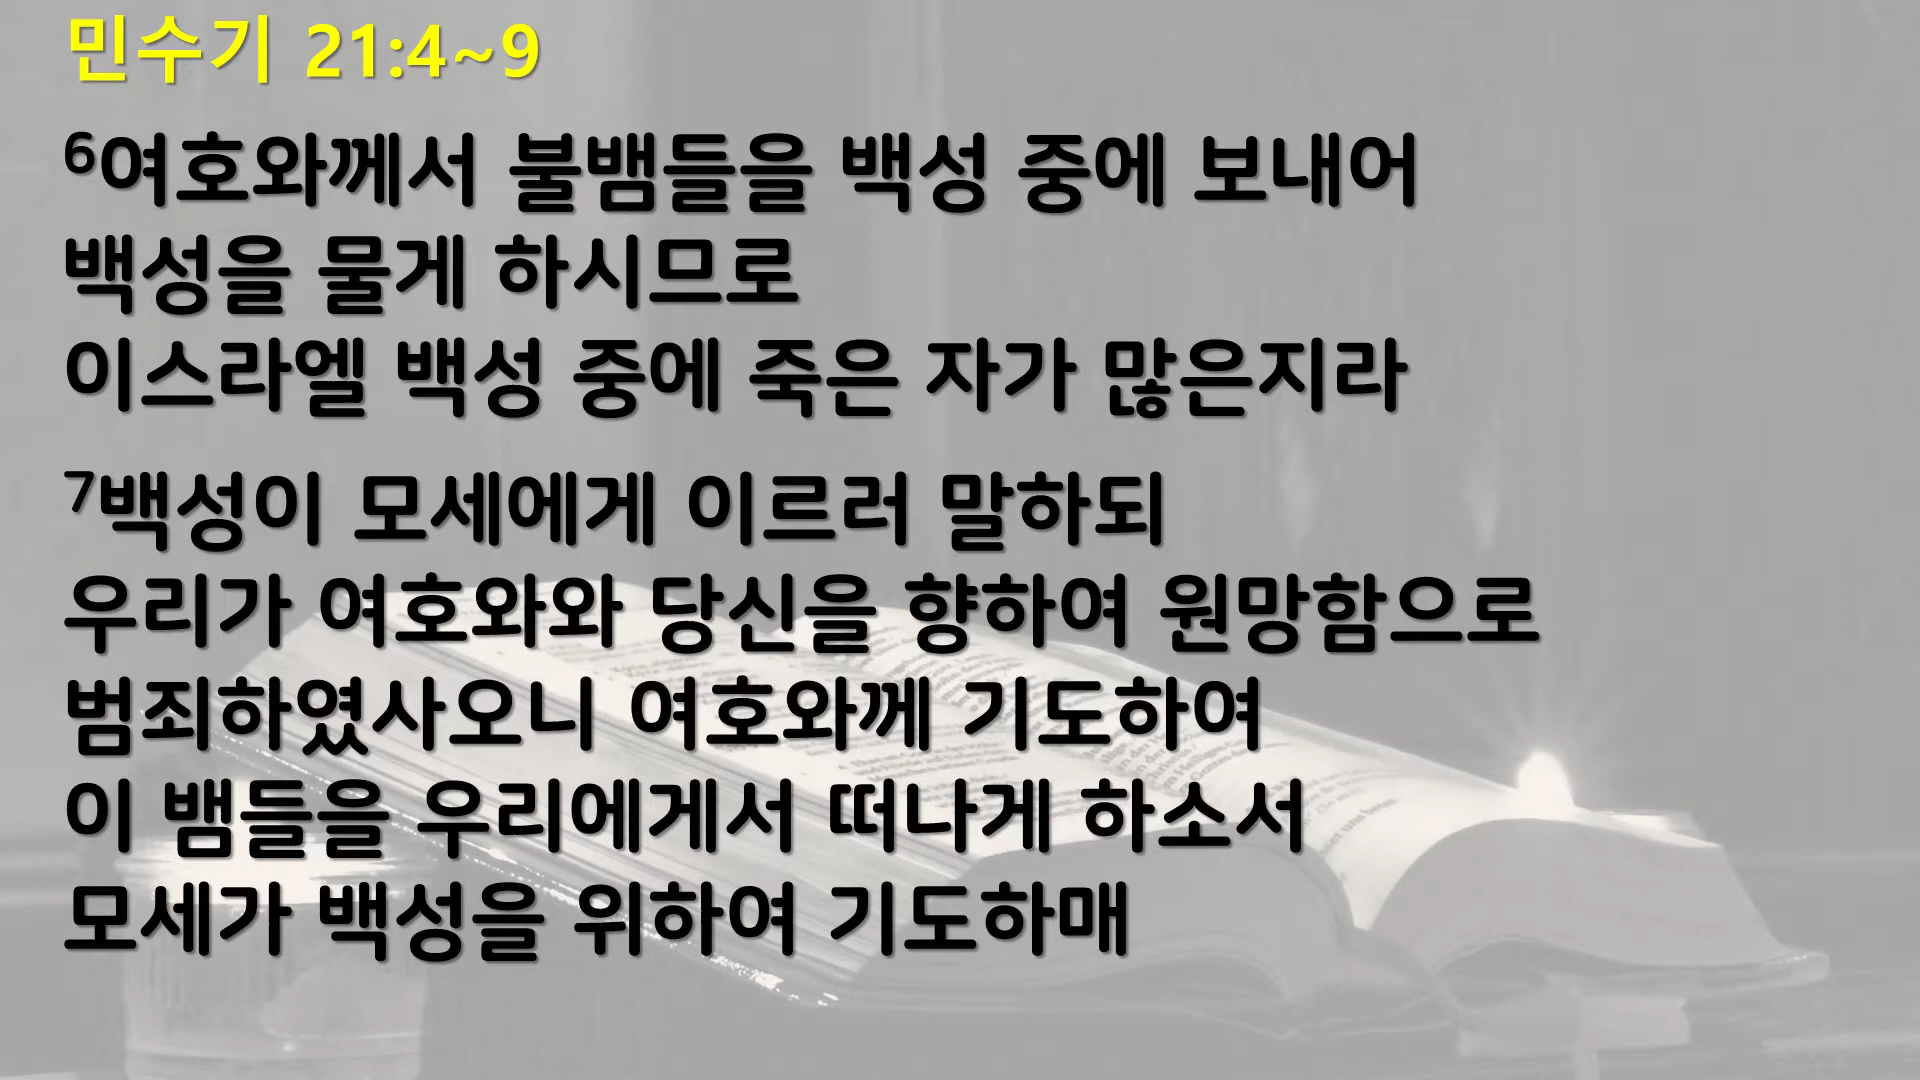 민수기 21:4~9
⁶여호와께서 불뱀들을 백성 중에 보내어
백성을 물게 하시므로
이스라엘 백성 중에 죽은 자가 많은지라
⁷백성이 모세에게 이르러 말하되
우리가 여호와와 당신을 향하여 원망함으로
범죄하였사오니 여호와께 기도하여
이 뱀들을 우리에게서 떠나게 하소서
모세가 백성을 위하여 기도하매